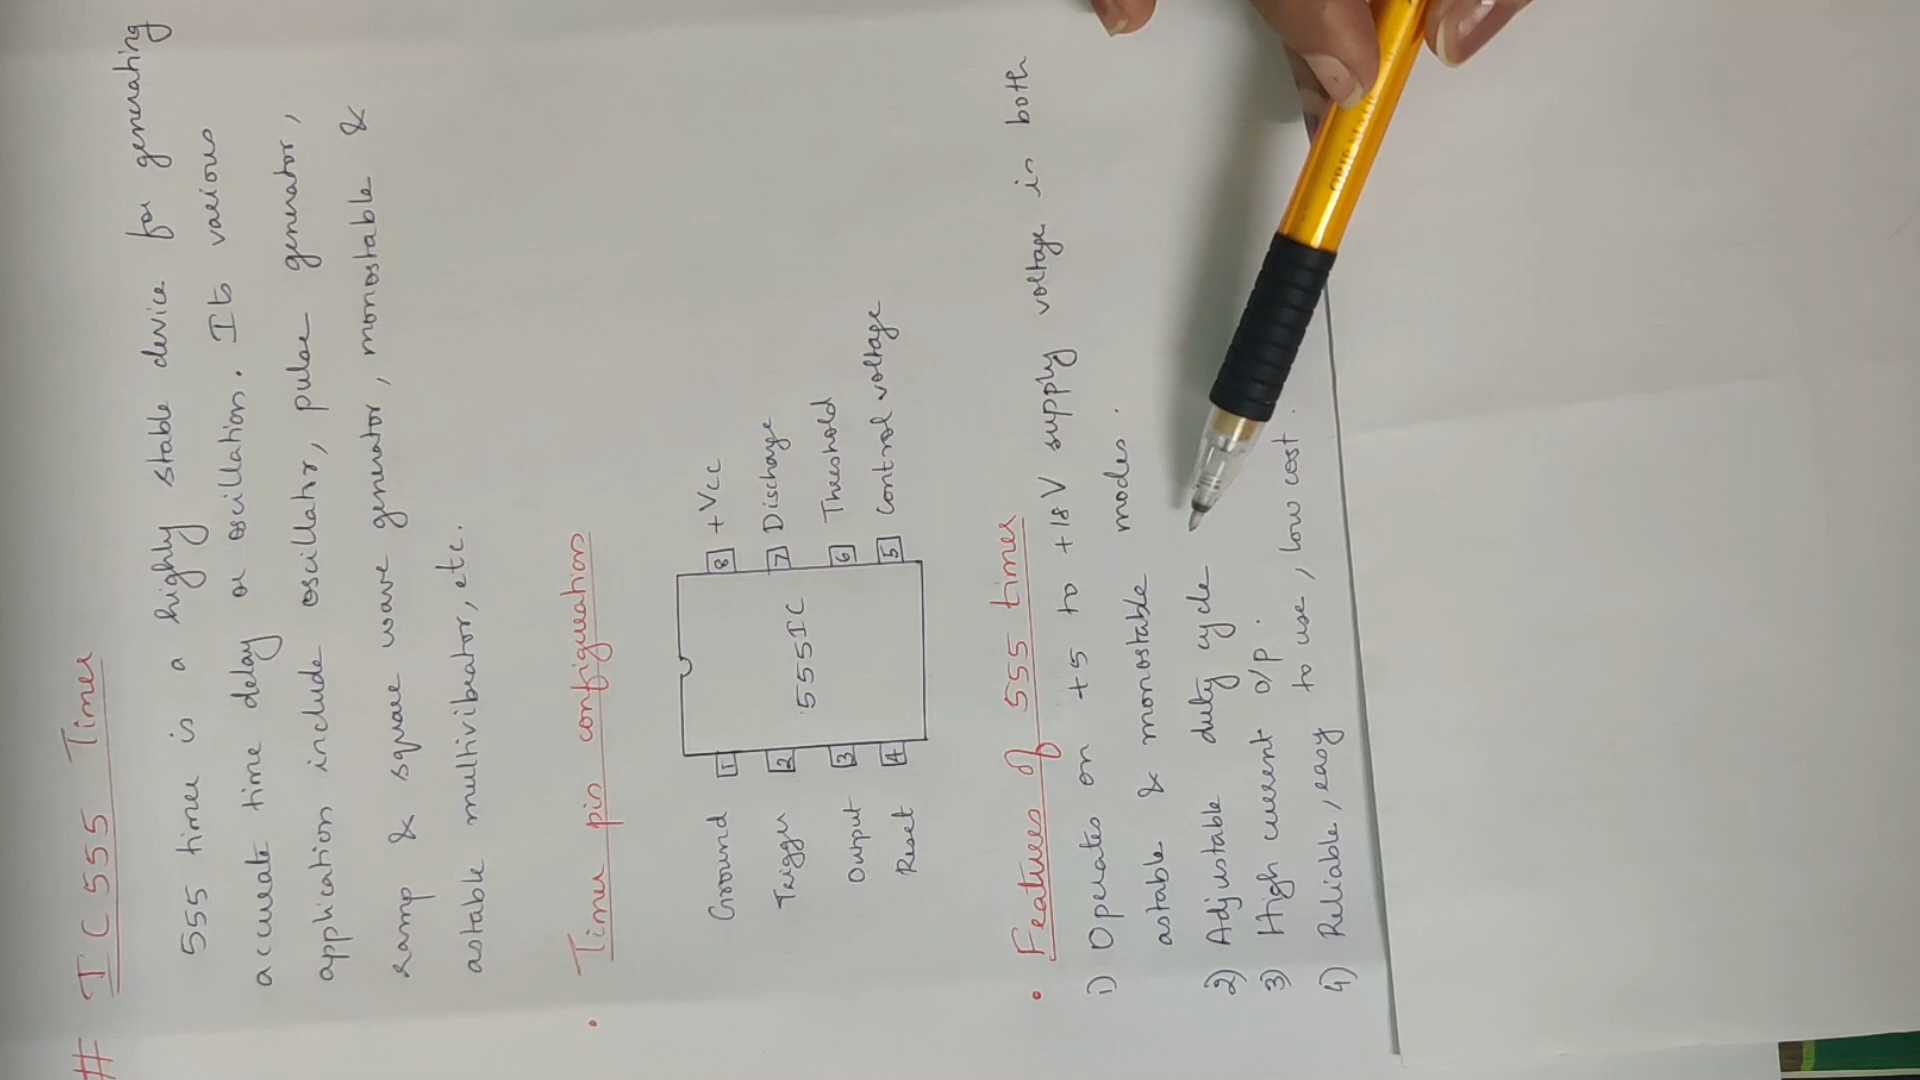 # IC 555 Timer
555 timer is a highly stable device for generating
accurate time delay or oscillation. Its various
application include oscillator, pulse generator,
ramp & square wave generator, monostable &
astable multivibrator, etc.
• Timer pin configuration
Ground 1 8 +Vcc
Trigger 2 7 Discharge
555IC
Output 3 6 Threshold
Reset 4 5 Control voltage
• Features of 555 timer
1) Operates on +5 to +18V supply voltage in both
astable & monostable modes.
2) Adjustable duty cycle
3) High current O/P.
4) Reliable, easy to use, low cost.